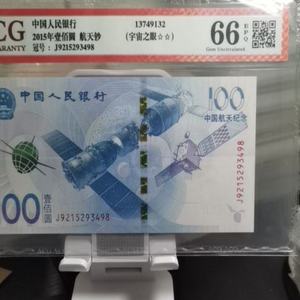 CG
WARRANTY
中国人民银行
2015年壹佰圆 航天钞
冠号: J9215293498
13749132
(宇宙之眼☆☆)
66 EPQ
Gem Uncirculated
中国人民银行
100
中国航天纪念
J9215293498
00
壹佰圆
J9215293498